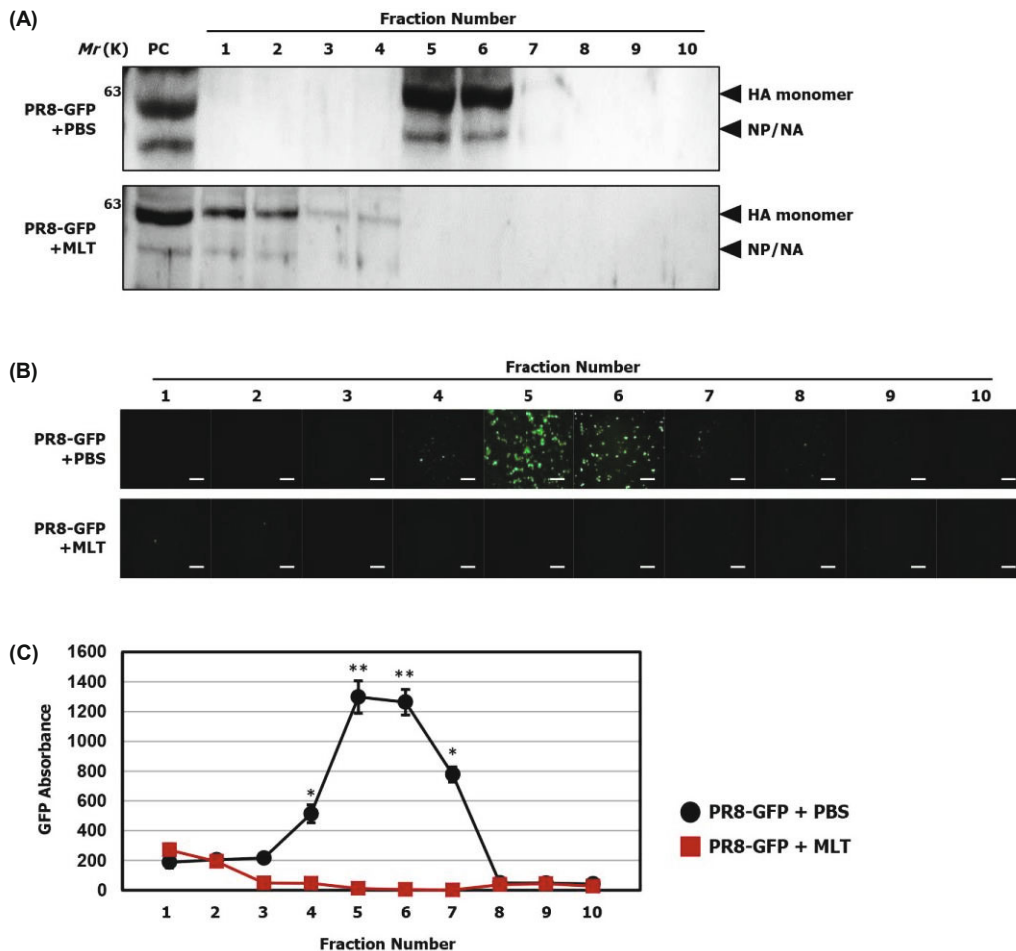 (A)
Fraction Number
Mr (K) PC 1 2 3 4 5 6 7 8 9 10
63
PR8-GFP
+PBS
HA monomer
NP/NA
63
PR8-GFP
+MLT
HA monomer
NP/NA
(B)
Fraction Number
1 2 3 4 5 6 7 8 9 10
PR8-GFP
+PBS
PR8-GFP
+MLT
(C)
GFP Absorbance
1600
1400
1200
1000
800
600
400
200
0
* ** ** *
1 2 3 4 5 6 7 8 9 10
Fraction Number
PR8-GFP + PBS
PR8-GFP + MLT